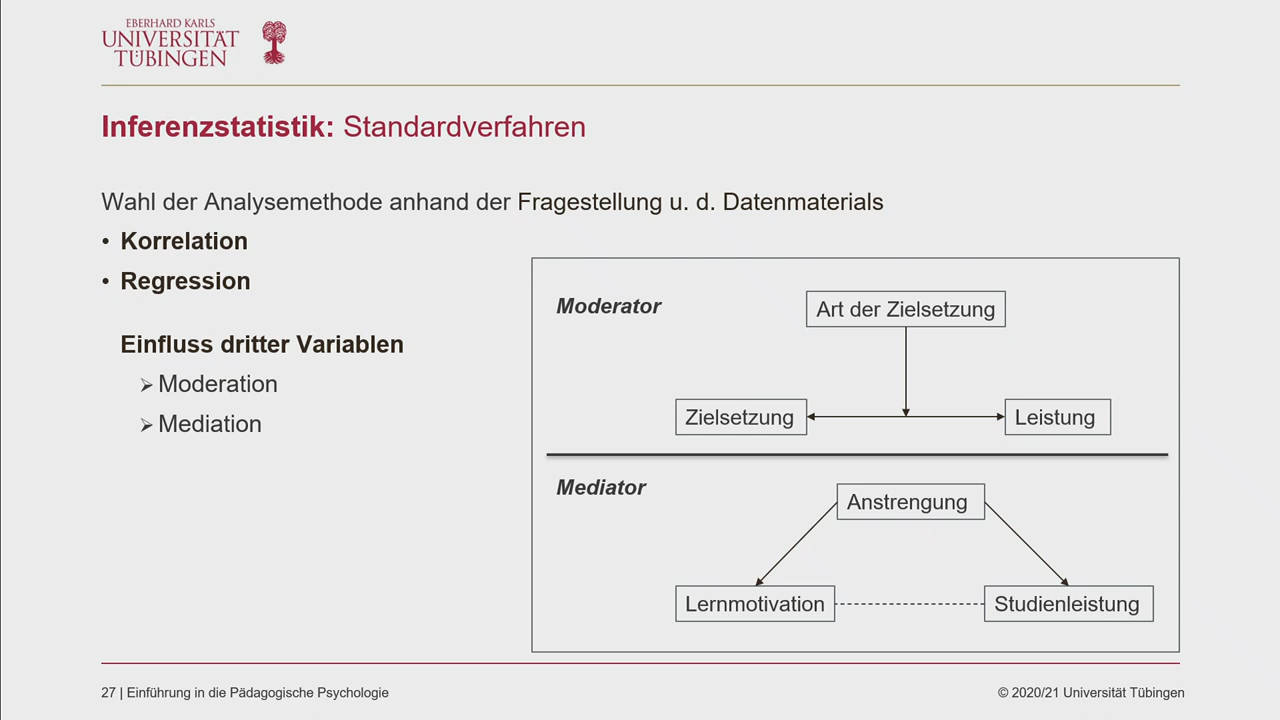 EBERHARD KARLS
UNIVERSITÄT
TÜBINGEN
Inferenzstatistik: Standardverfahren
Wahl der Analysemethode anhand der Fragestellung u. d. Datenmaterials
• Korrelation
• Regression
Einfluss dritter Variablen
➢ Moderation
➢ Mediation
Moderator
Art der Zielsetzung
Zielsetzung
Leistung
Mediator
Anstrengung
Lernmotivation
Studienleistung
27 | Einführung in die Pädagogische Psychologie
© 2020/21 Universität Tübingen